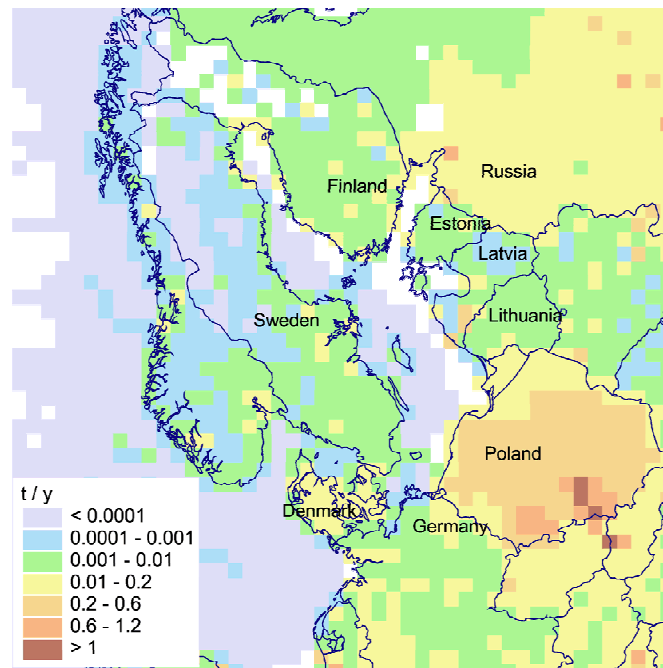 Russia
Finland
Estonia
Latvia
Lithuania
Sweden
Poland
Denmark
Germany
t / y
< 0.0001
0.0001 - 0.001
0.001 - 0.01
0.01 - 0.2
0.2 - 0.6
0.6 - 1.2
> 1